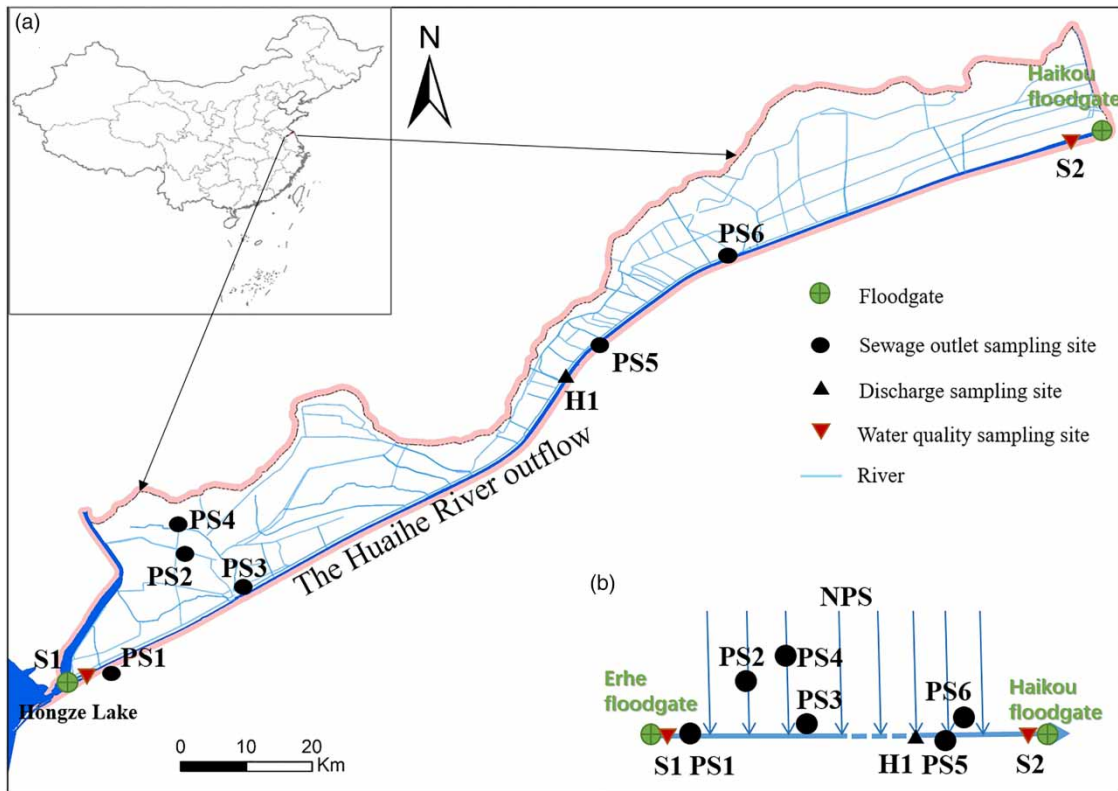 (a)
N
Haikou
floodgate
S2
PS6
Floodgate
PS5
Sewage outlet sampling site
H1
Discharge sampling site
Water quality sampling site
River
The Huaihe River outflow
PS4
PS2
PS3
(b)
NPS
S1
PS1
Hongze Lake
PS2
PS4
Erhe
floodgate
PS3
PS6
Haikou
floodgate
S1 PS1
H1 PS5
S2
0 10 20
Km